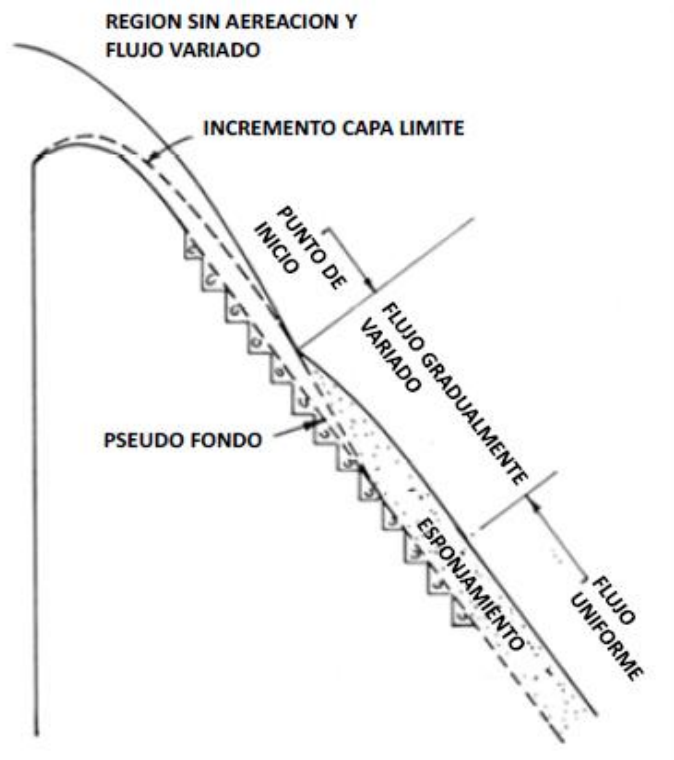 REGION SIN AEREACION Y
FLUJO VARIADO
INCREMENTO CAPA LIMITE
PUNTO DE
INICIO
FLUJO GRADUALMENTE
VARIADO
PSEUDO FONDO
ESPONJAMIENTO
FLUJO
UNIFORME